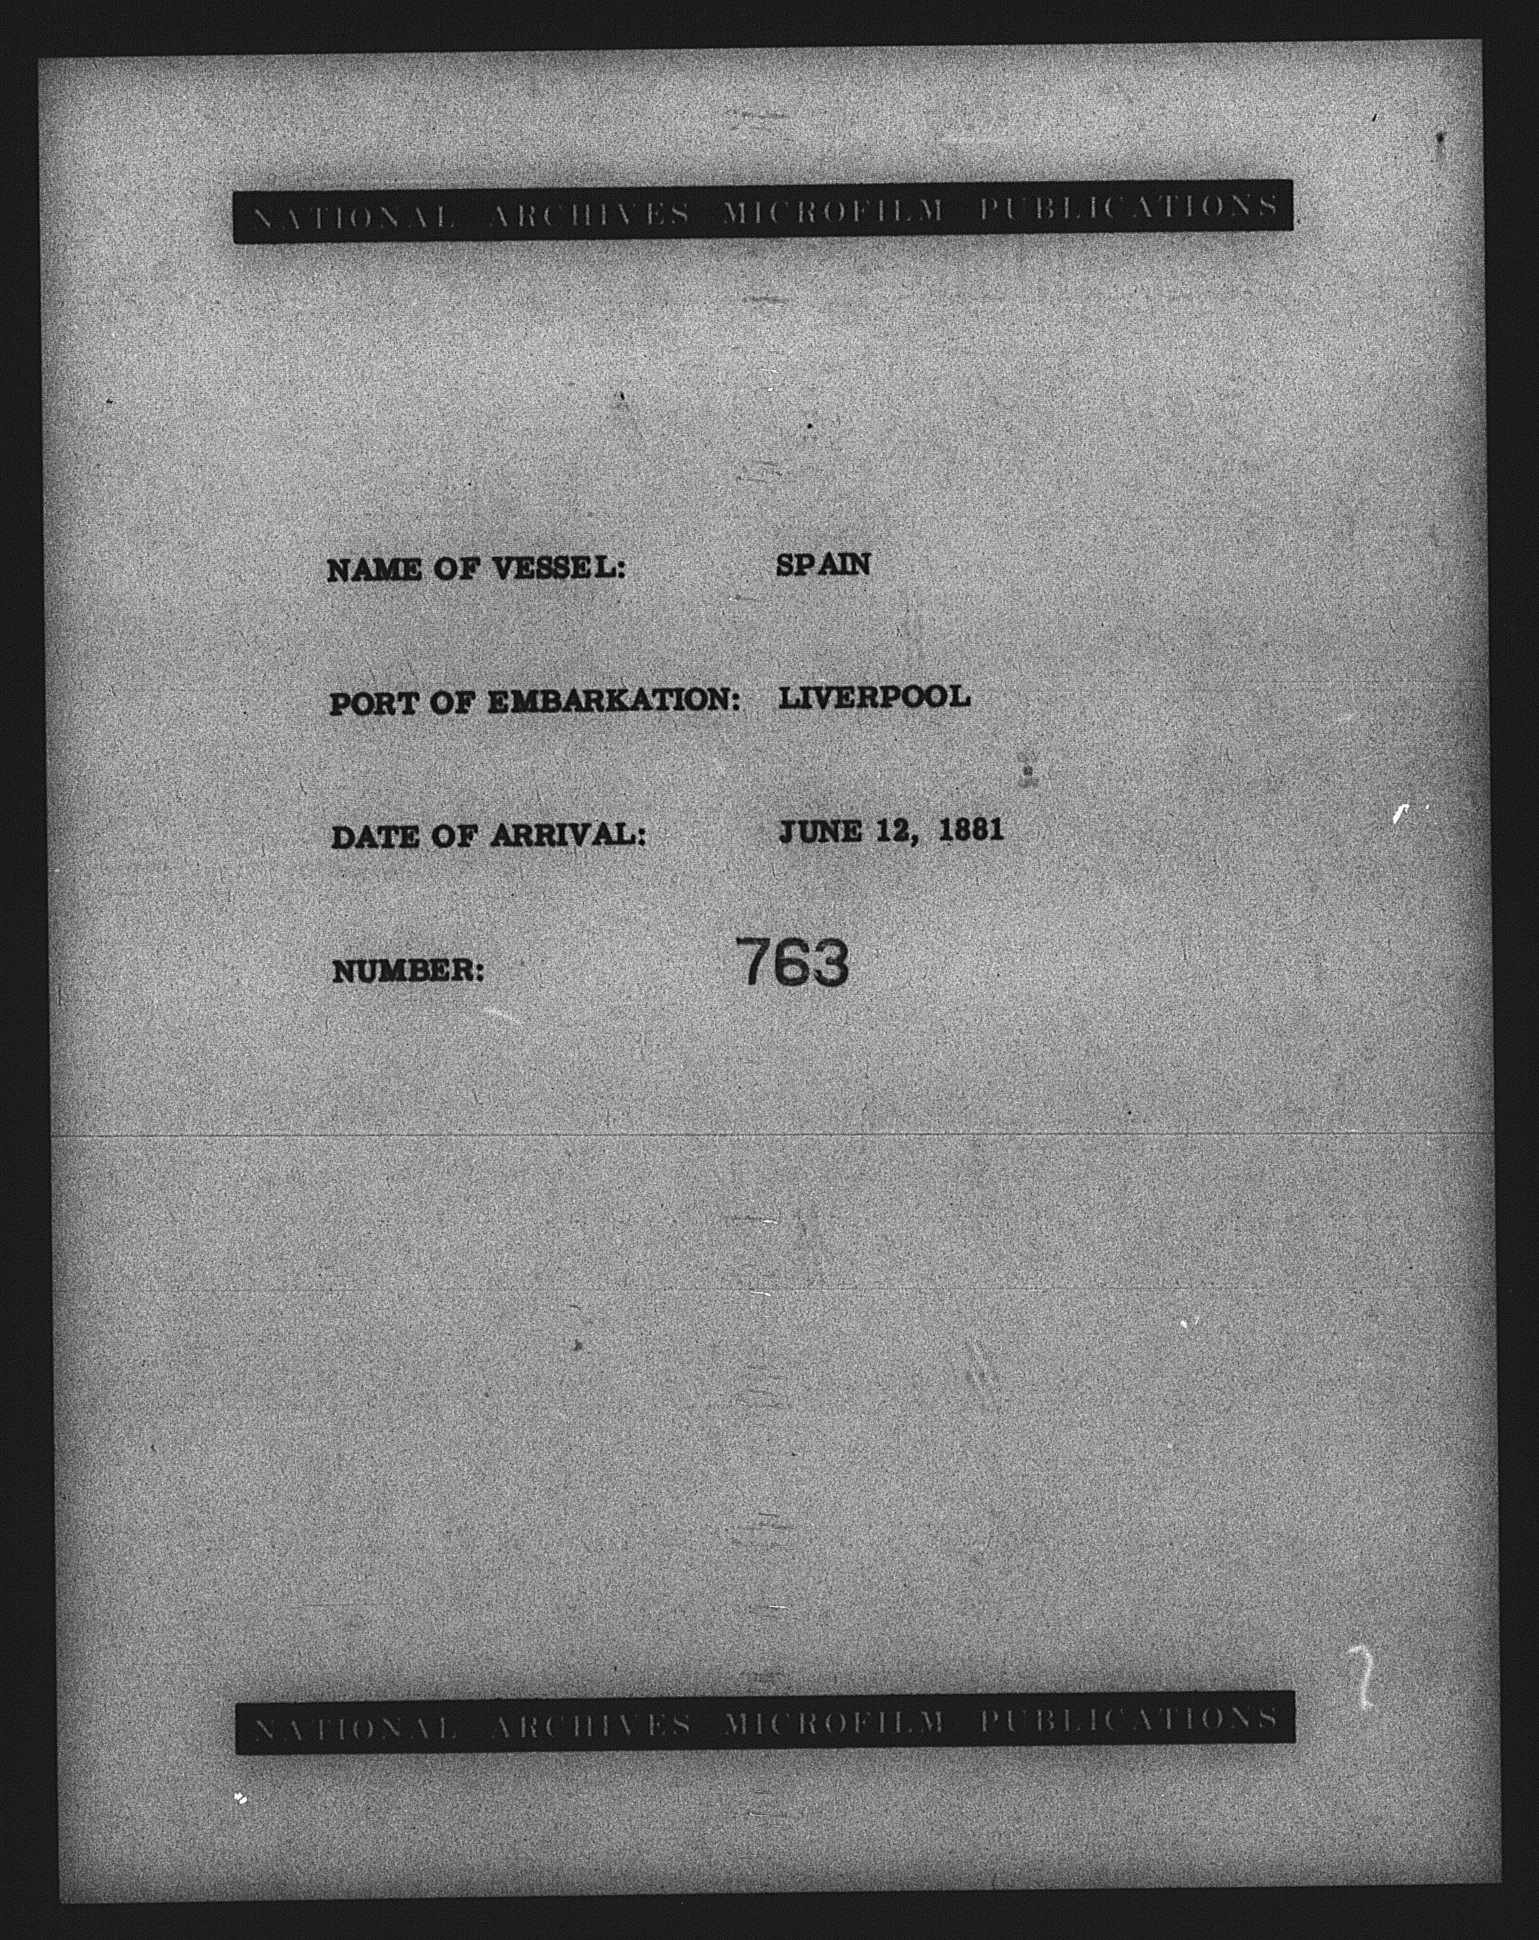 NATIONAL ARCHIVES MICROFILM PUBLICATIONS
NAME OF VESSEL: SPAIN
PORT OF EMBARKATION: LIVERPOOL
DATE OF ARRIVAL: JUNE 12, 1881
NUMBER: 763
NATIONAL ARCHIVES MICROFILM PUBLICATIONS